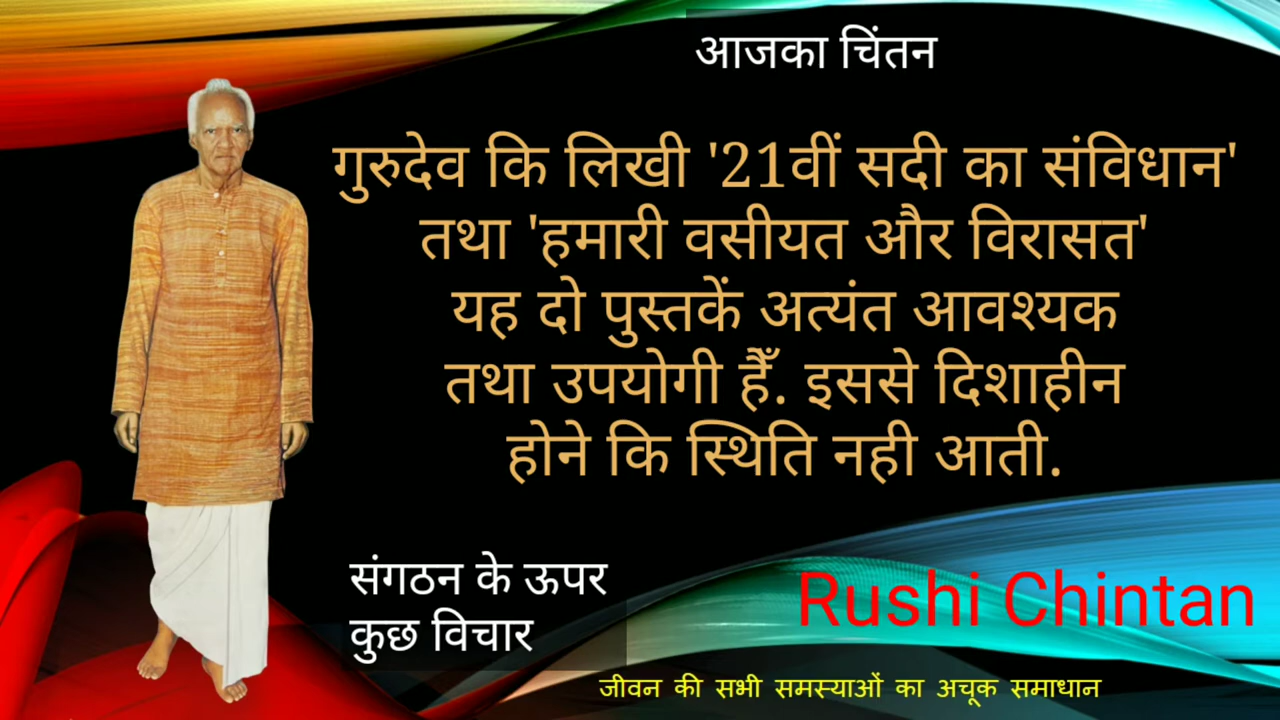 आजका चिंतन
गुरुदेव कि लिखी '21वीं सदी का संविधान'
तथा 'हमारी वसीयत और विरासत'
यह दो पुस्तकें अत्यंत आवश्यक
तथा उपयोगी हैँ. इससे दिशाहीन
होने कि स्थिति नही आती.
संगठन के ऊपर
कुछ विचार
Rushi Chintan
जीवन की सभी समस्याओं का अचूक समाधान